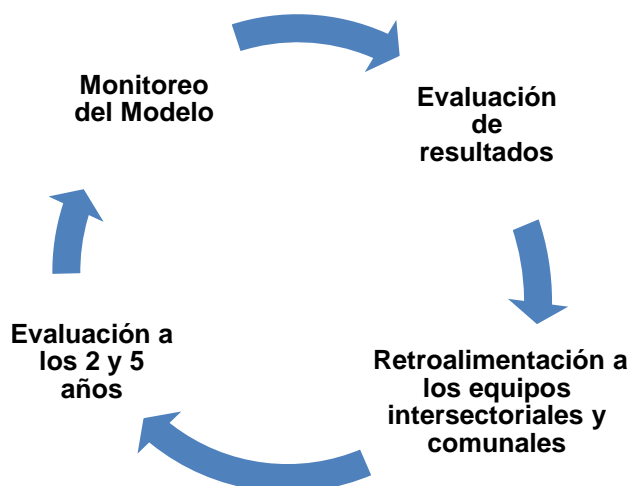 Monitoreo
del Modelo
Evaluación
de
resultados
Retroalimentación a
los equipos
intersectoriales y
comunales
Evaluación a
los 2 y 5
años